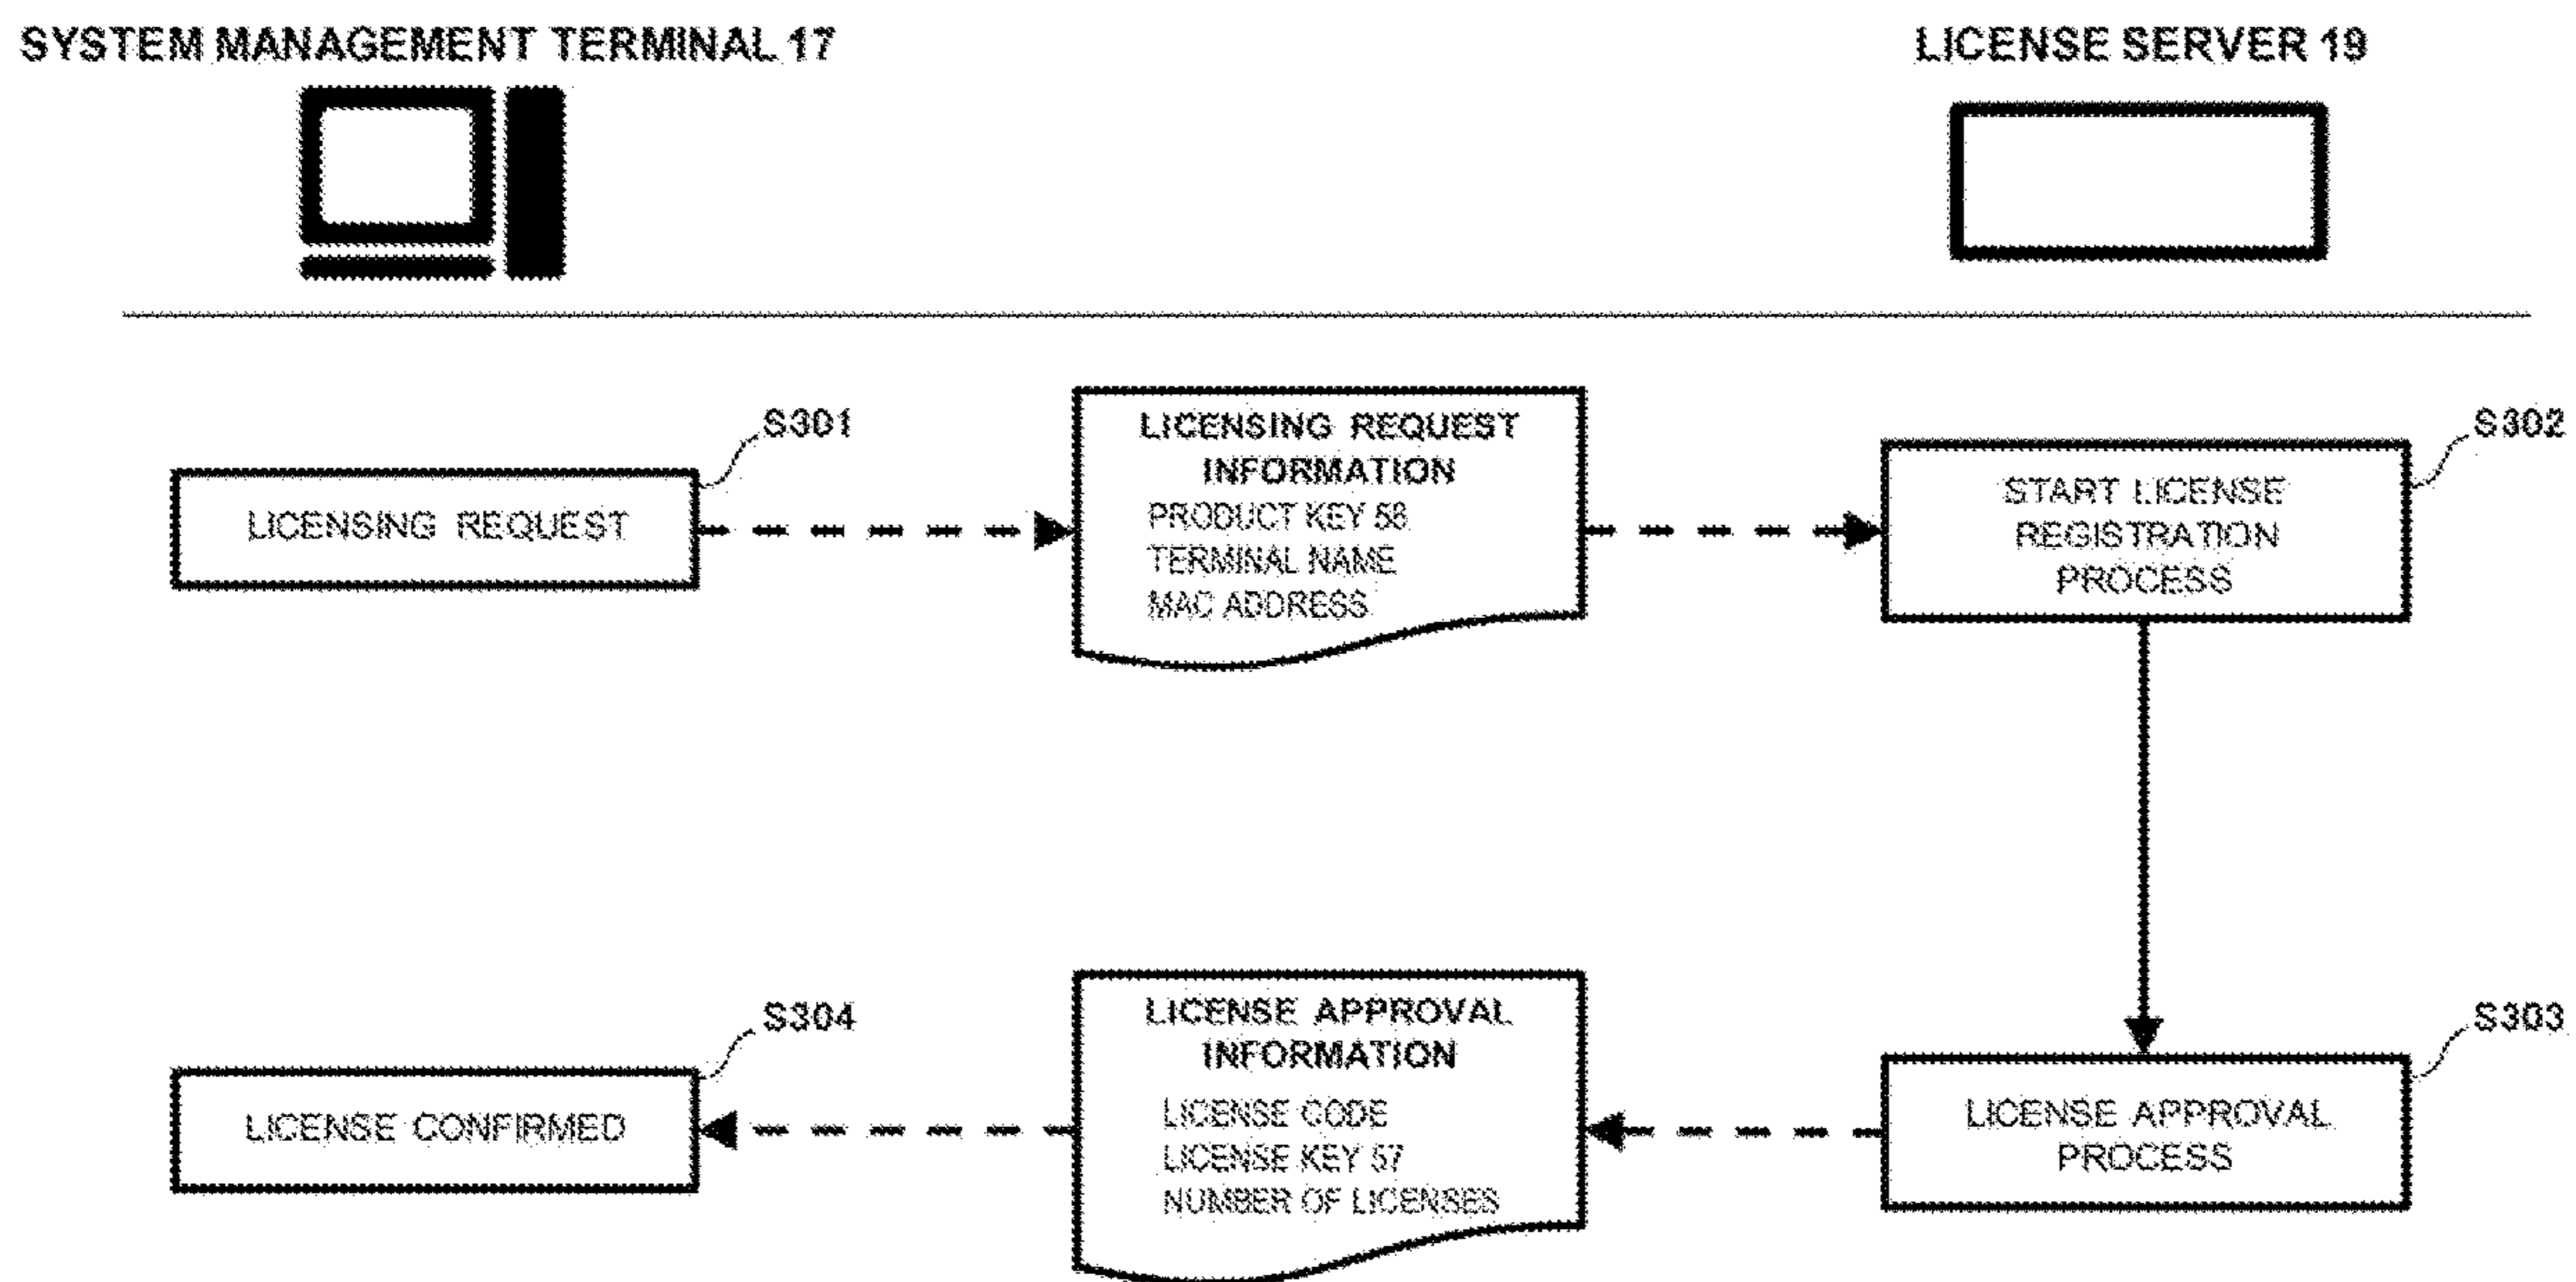 SYSTEM MANAGEMENT TERMINAL 17
LICENSE SERVER 19
S301
LICENSING REQUEST
LICENSING REQUEST
INFORMATION
PRODUCT KEY 58
TERMINAL NAME
MAC ADDRESS
S302
START LICENSE
REGISTRATION
PROCESS
S304
LICENSE CONFIRMED
LICENSE APPROVAL
INFORMATION
LICENSE CODE
LICENSE KEY 57
NUMBER OF LICENSES
S303
LICENSE APPROVAL
PROCESS